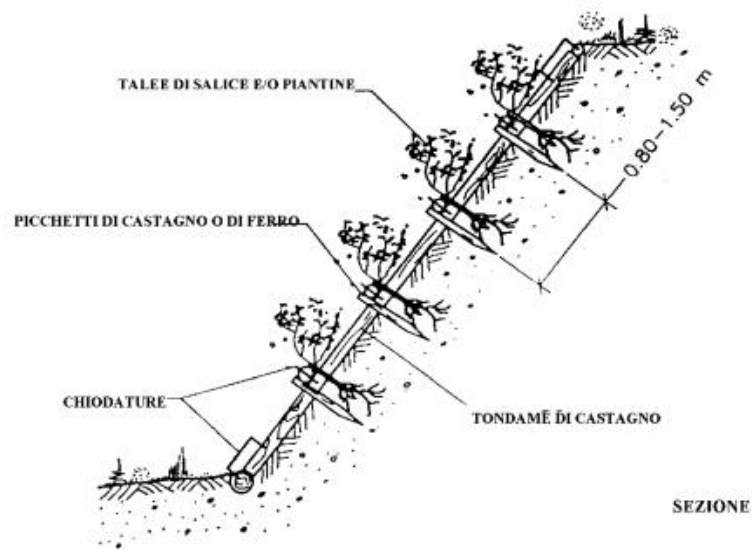 TALEE DI SALICE E/O PIANTINE
0.80-1.50 m
PICCHETTI DI CASTAGNO O DI FERRO
CHIODATURE
TONDAME DI CASTAGNO
SEZIONE